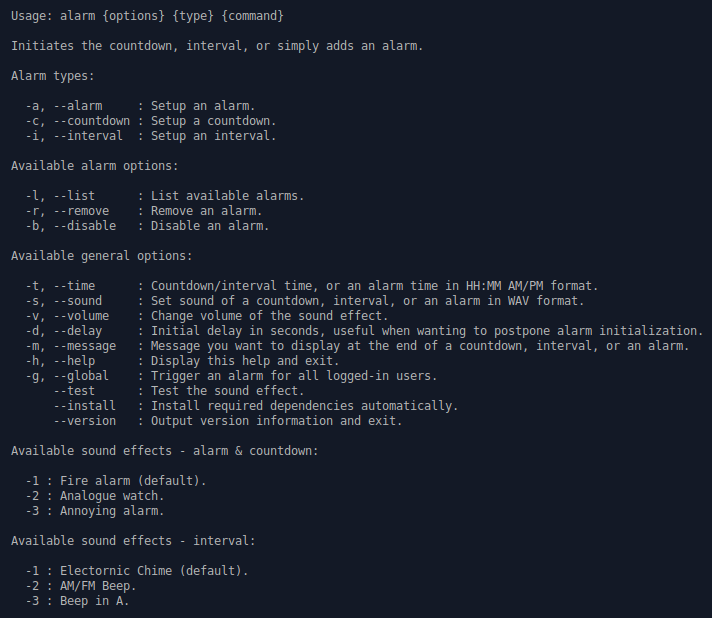 Usage: alarm {options} {type} {command}

Initiates the countdown, interval, or simply adds an alarm.

Alarm types:

  -a, --alarm     : Setup an alarm.
  -c, --countdown : Setup a countdown.
  -i, --interval  : Setup an interval.

Available alarm options:

  -l, --list      : List available alarms.
  -r, --remove    : Remove an alarm.
  -b, --disable   : Disable an alarm.

Available general options:

  -t, --time      : Countdown/interval time, or an alarm time in HH:MM AM/PM format.
  -s, --sound     : Set sound of a countdown, interval, or an alarm in WAV format.
  -v, --volume    : Change volume of the sound effect.
  -d, --delay     : Initial delay in seconds, useful when wanting to postpone alarm initialization.
  -m, --message   : Message you want to display at the end of a countdown, interval, or an alarm.
  -h, --help      : Display this help and exit.
  -g, --global    : Trigger an alarm for all logged-in users.
      --test      : Test the sound effect.
      --install   : Install required dependencies automatically.
      --version   : Output version information and exit.

Available sound effects - alarm & countdown:

  -1 : Fire alarm (default).
  -2 : Analogue watch.
  -3 : Annoying alarm.

Available sound effects - interval:

  -1 : Electornic Chime (default).
  -2 : AM/FM Beep.
  -3 : Beep in A.